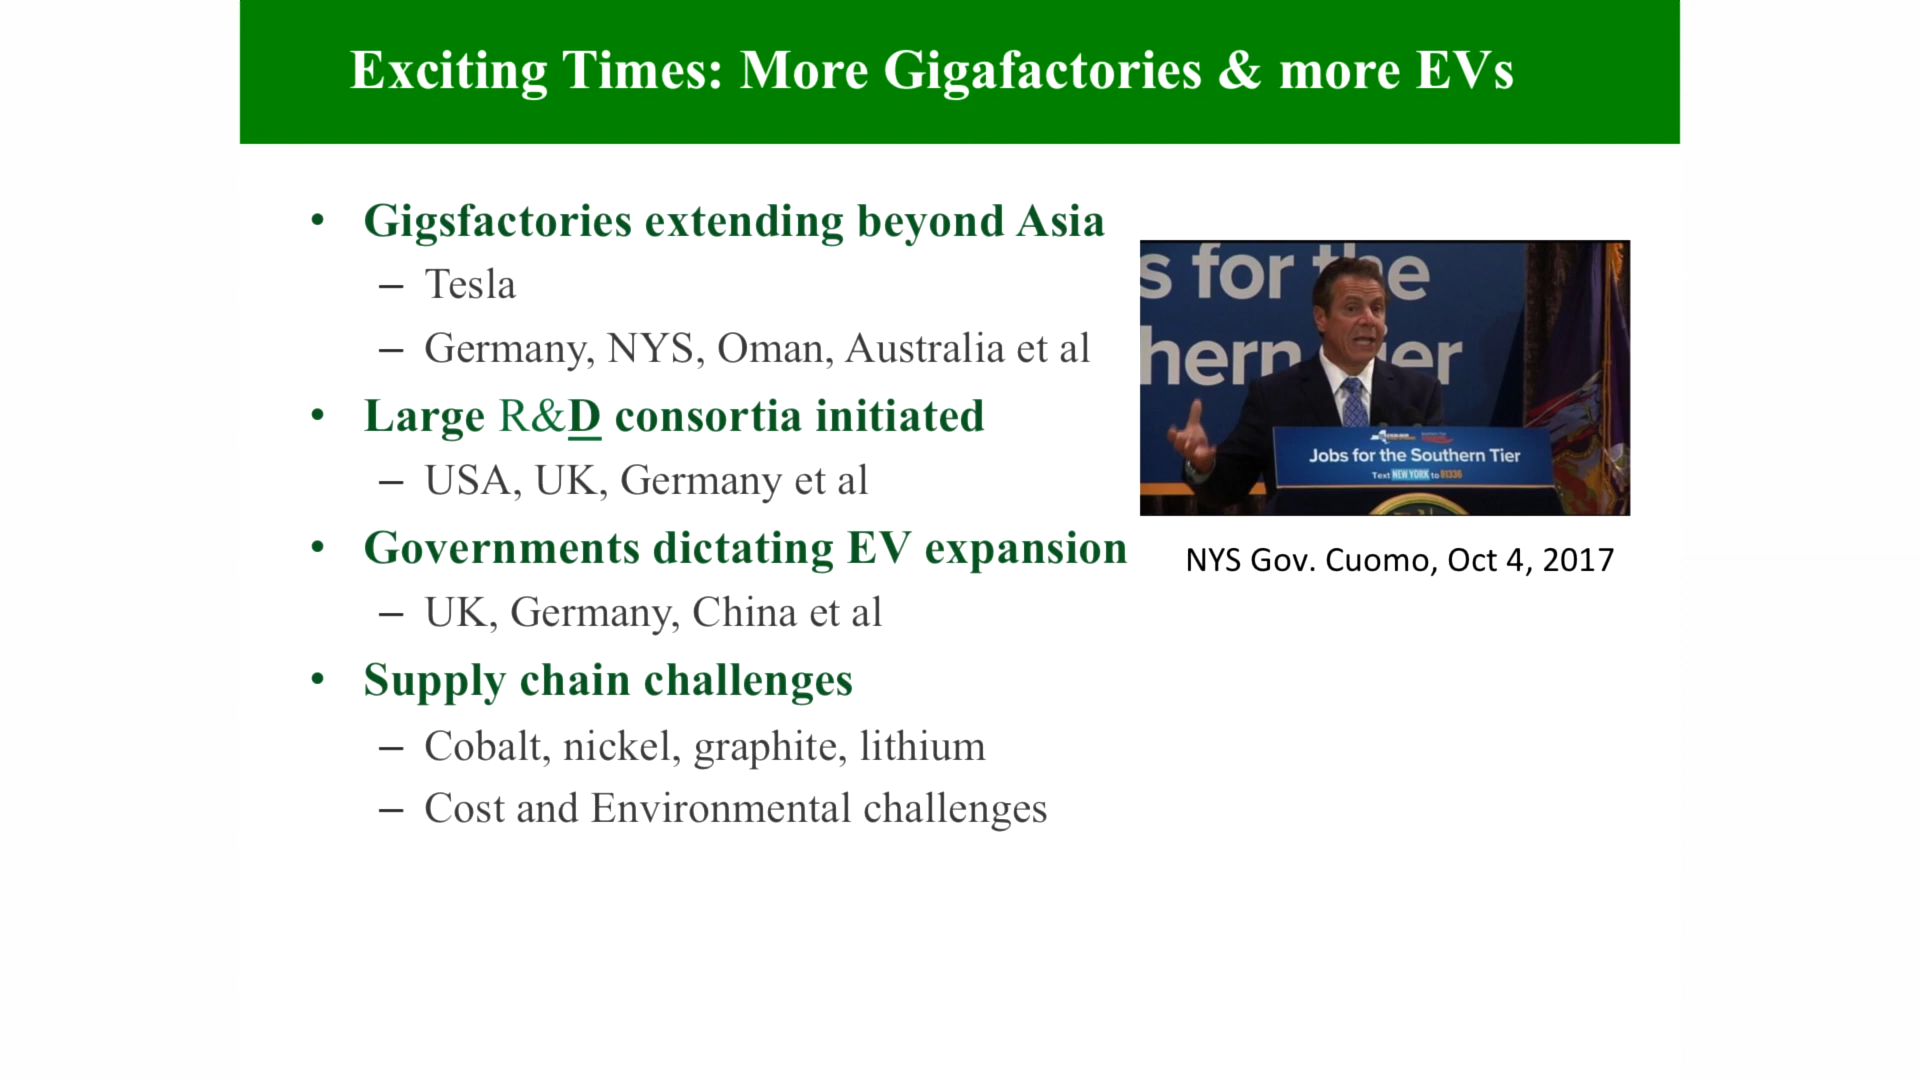 Exciting Times: More Gigafactories & more EVs
• Gigsfactories extending beyond Asia
– Tesla
– Germany, NYS, Oman, Australia et al
• Large R&D consortia initiated
– USA, UK, Germany et al
• Governments dictating EV expansion
– UK, Germany, China et al
• Supply chain challenges
– Cobalt, nickel, graphite, lithium
– Cost and Environmental challenges
s for the
hern ier
Jobs for the Southern Tier
Text NEW YORK to 81336
NYS Gov. Cuomo, Oct 4, 2017